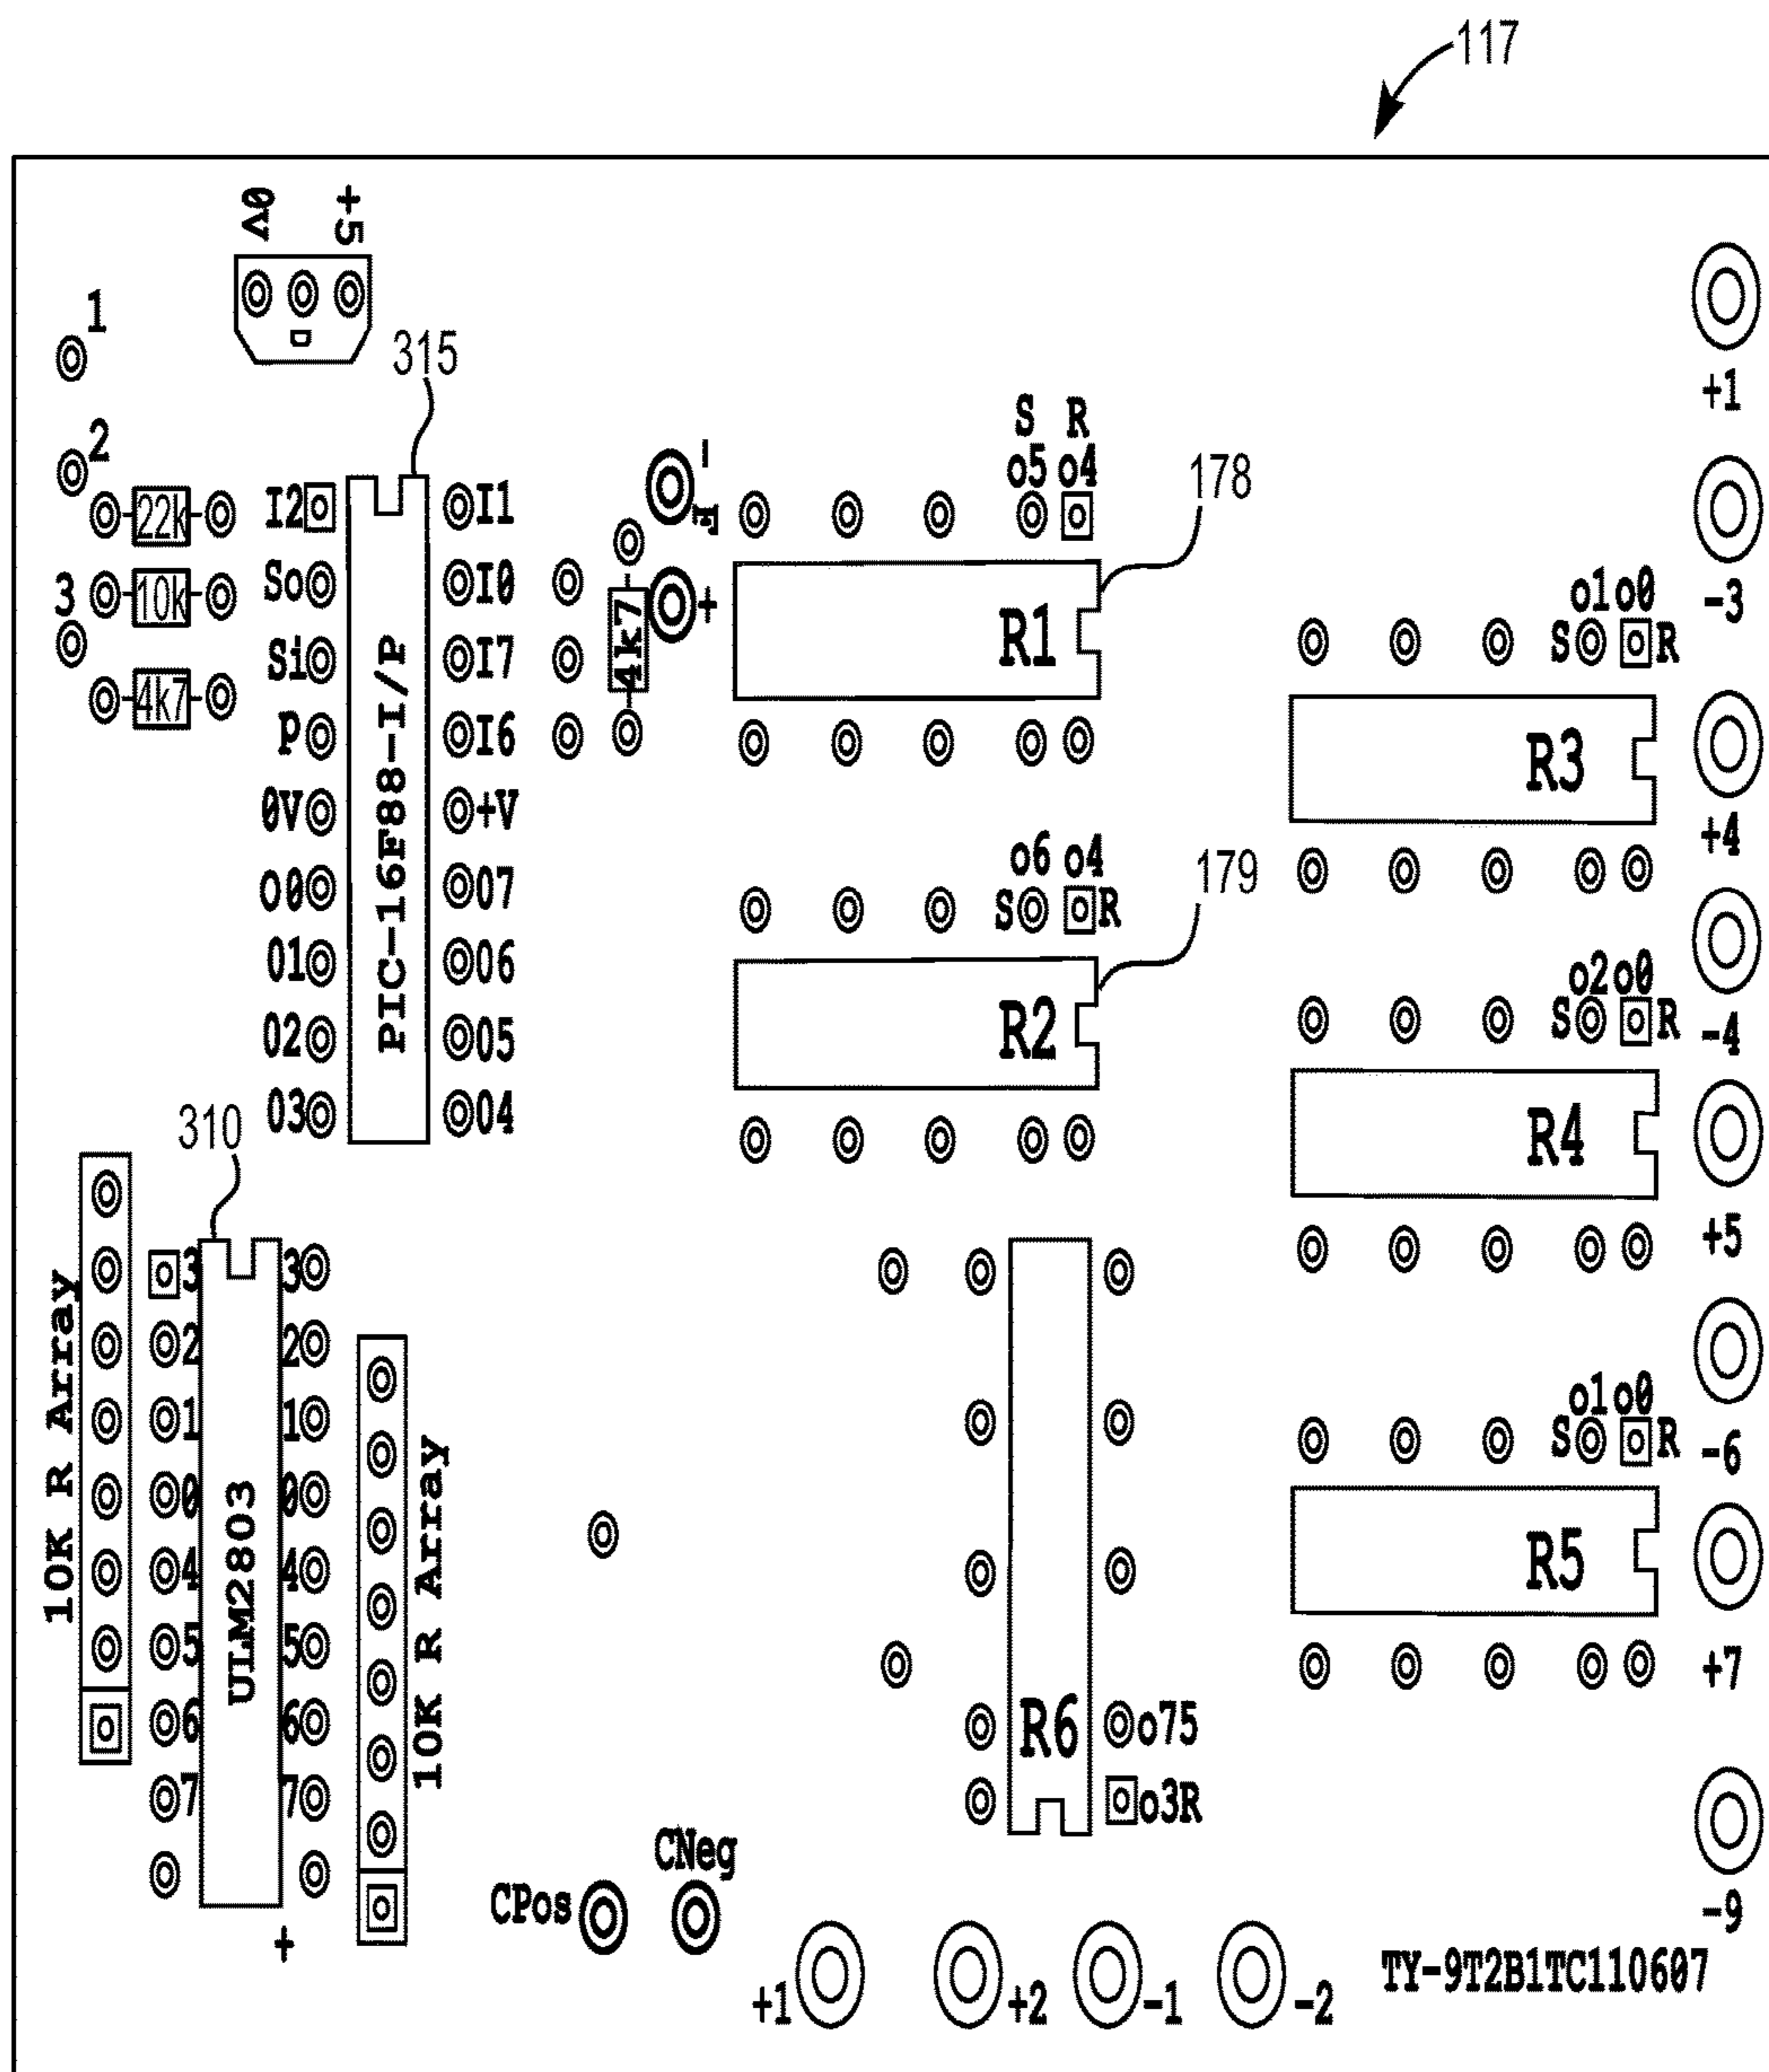 117
0v +5
1
315
2
S R
o5 o4
178
22k
I2
I1
-
F
10k
3
So
I0
+
4k7
R1
o1 o0
S R
+1
-3
Si
I7
4k7
P
I6
PIC-16F88-I/P
R3
0V
+V
+4
o6 o4
S R
179
O0
O7
O1
O6
o2 o0
S R
-4
O2
O5
R2
O3
O4
R4
310
+5
10K R Array
3 3
2 2
1 1
0 0
4 4
5 5
6 6
7 7
ULM2803
+
10K R Array
o1 o0
S R
-6
R5
+7
R6
o75
o3R
CNeg
CPos
-9
+1
+2
-1
-2
TY-9T2B1TC110607